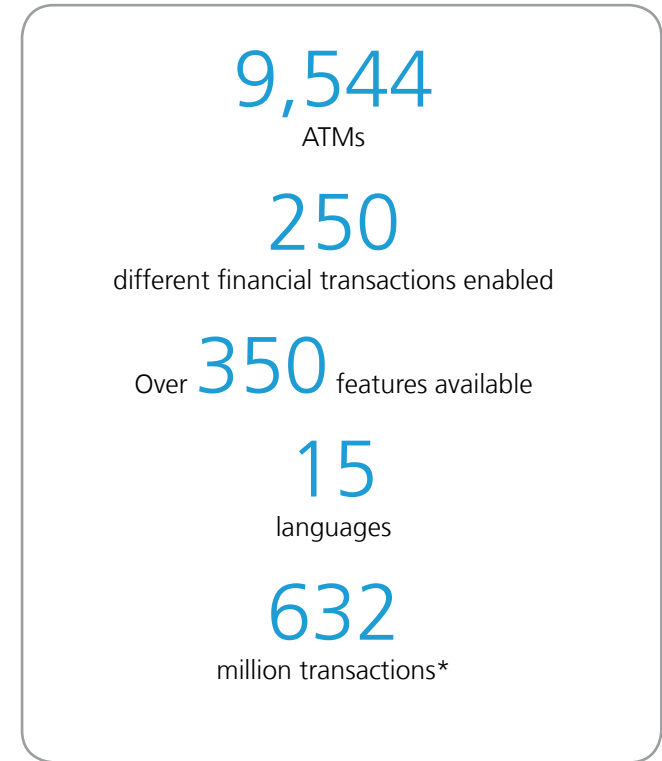 9,544
ATMs
250
different financial transactions enabled
Over 350 features available
15
languages
632
million transactions*